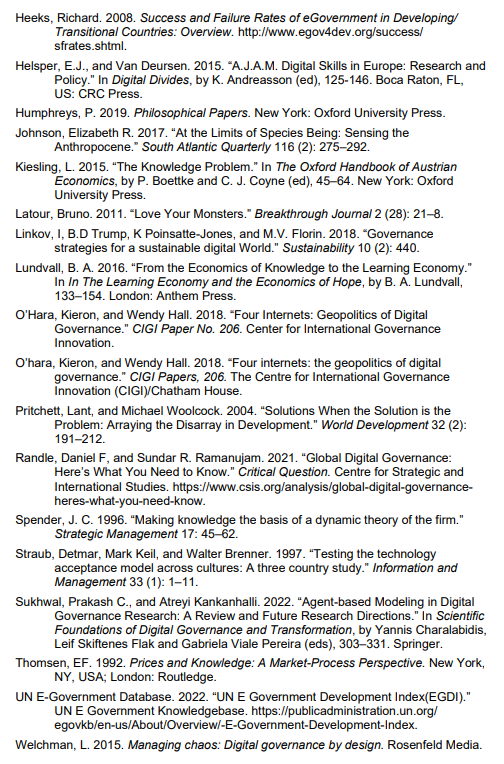 Heeks, Richard. 2008. Success and Failure Rates of eGovernment in Developing/
Transitional Countries: Overview. http://www.egov4dev.org/success/
sfrates.shtml.
Helsper, E.J., and Van Deursen. 2015. “A.J.A.M. Digital Skills in Europe: Research and
Policy.” In Digital Divides, by K. Andreasson (ed), 125-146. Boca Raton, FL,
US: CRC Press.
Humphreys, P. 2019. Philosophical Papers. New York: Oxford University Press.
Johnson, Elizabeth R. 2017. “At the Limits of Species Being: Sensing the
Anthropocene.” South Atlantic Quarterly 116 (2): 275–292.
Kiesling, L. 2015. “The Knowledge Problem.” In The Oxford Handbook of Austrian
Economics, by P. Boettke and C. J. Coyne (ed), 45–64. New York: Oxford
University Press.
Latour, Bruno. 2011. “Love Your Monsters.” Breakthrough Journal 2 (28): 21–8.
Linkov, I, B.D Trump, K Poinsatte-Jones, and M.V. Florin. 2018. “Governance
strategies for a sustainable digital World.” Sustainability 10 (2): 440.
Lundvall, B. A. 2016. “From the Economics of Knowledge to the Learning Economy.”
In In The Learning Economy and the Economics of Hope, by B. A. Lundvall,
133–154. London: Anthem Press.
O’Hara, Kieron, and Wendy Hall. 2018. “Four Internets: Geopolitics of Digital
Governance.” CIGI Paper No. 206. Center for International Governance
Innovation.
O’hara, Kieron, and Wendy Hall. 2018. “Four internets: the geopolitics of digital
governance.” CIGI Papers, 206. The Centre for International Governance
Innovation (CIGI)/Chatham House.
Pritchett, Lant, and Michael Woolcock. 2004. “Solutions When the Solution is the
Problem: Arraying the Disarray in Development.” World Development 32 (2):
191–212.
Randle, Daniel F, and Sundar R. Ramanujam. 2021. “Global Digital Governance:
Here’s What You Need to Know.” Critical Question. Centre for Strategic and
International Studies. https://www.csis.org/analysis/global-digital-governance-
heres-what-you-need-know.
Spender, J. C. 1996. “Making knowledge the basis of a dynamic theory of the firm.”
Strategic Management 17: 45–62.
Straub, Detmar, Mark Keil, and Walter Brenner. 1997. “Testing the technology
acceptance model across cultures: A three country study.” Information and
Management 33 (1): 1–11.
Sukhwal, Prakash C., and Atreyi Kankanhalli. 2022. “Agent-based Modeling in Digital
Governance Research: A Review and Future Research Directions.” In Scientific
Foundations of Digital Governance and Transformation, by Yannis Charalabidis,
Leif Skiftenes Flak and Gabriela Viale Pereira (eds), 303–331. Springer.
Thomsen, EF. 1992. Prices and Knowledge: A Market-Process Perspective. New York,
NY, USA; London: Routledge.
UN E-Government Database. 2022. “UN E Government Development Index(EGDI).”
UN E Government Knowledgebase. https://publicadministration.un.org/
egovkb/en-us/About/Overview/-E-Government-Development-Index.
Welchman, L. 2015. Managing chaos: Digital governance by design. Rosenfeld Media.